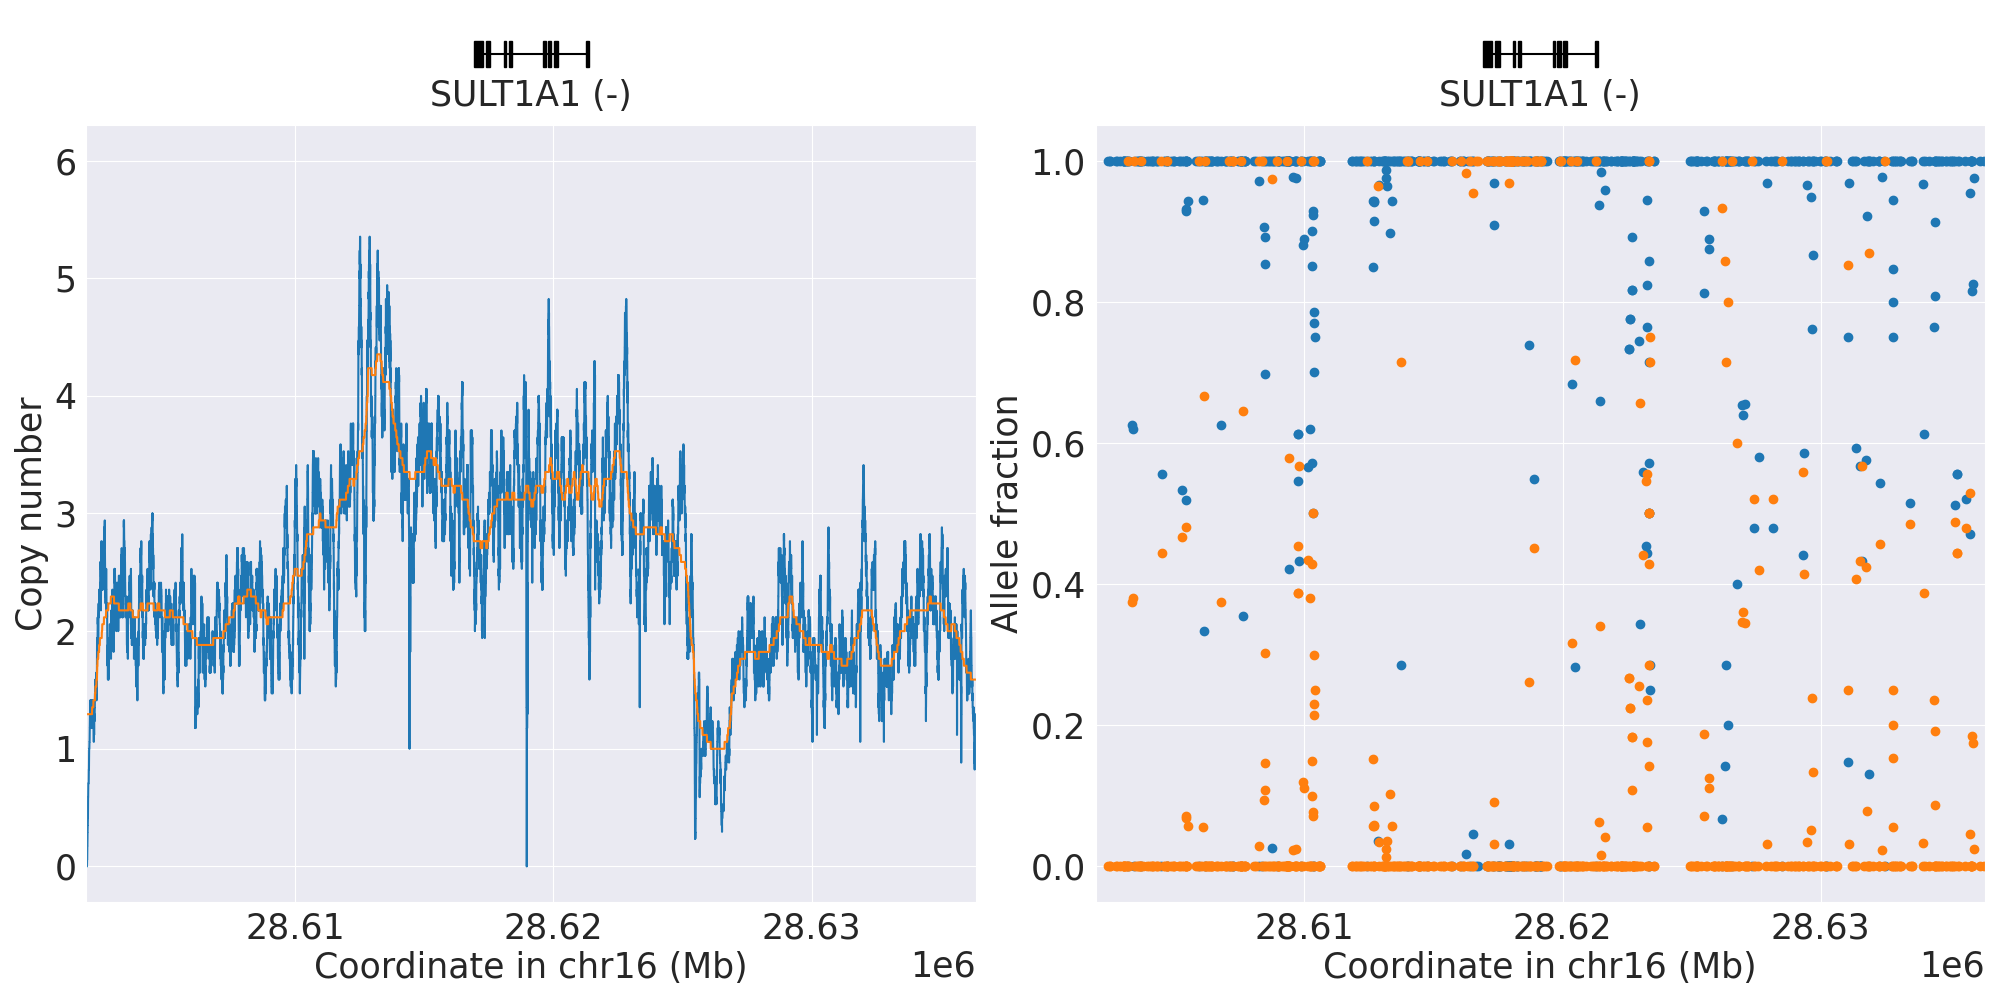 SULT1A1 (-)
6
5
4
3
2
1
0
Copy number
28.61
28.62
28.63
Coordinate in chr16 (Mb)
1e6
SULT1A1 (-)
1.0
0.8
0.6
0.4
0.2
0.0
Allele fraction
28.61
28.62
28.63
Coordinate in chr16 (Mb)
1e6